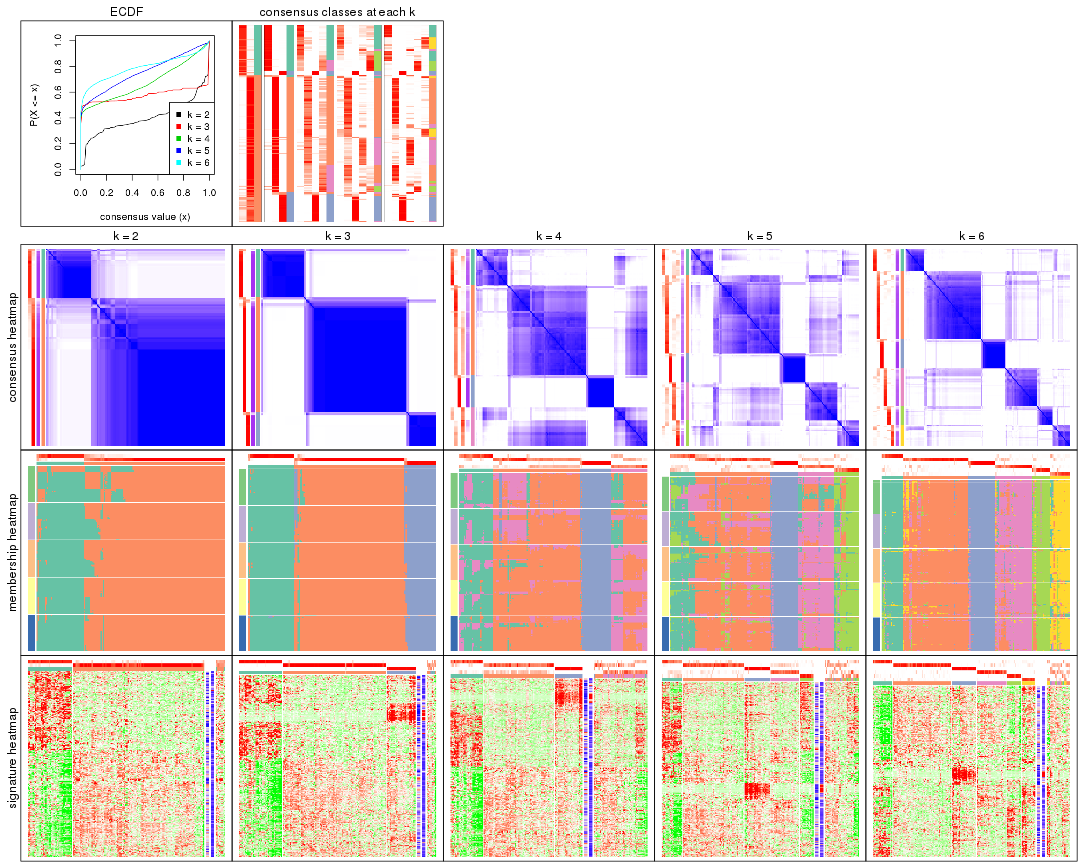 ECDF
consensus classes at each k
P(X <= x)
1.0
0.8
0.6
0.4
0.2
0.0
k = 2
k = 3
k = 4
k = 5
k = 6
0.0 0.2 0.4 0.6 0.8 1.0
consensus value (x)
k = 2 k = 3 k = 4 k = 5 k = 6
consensus heatmap
membership heatmap
signature heatmap